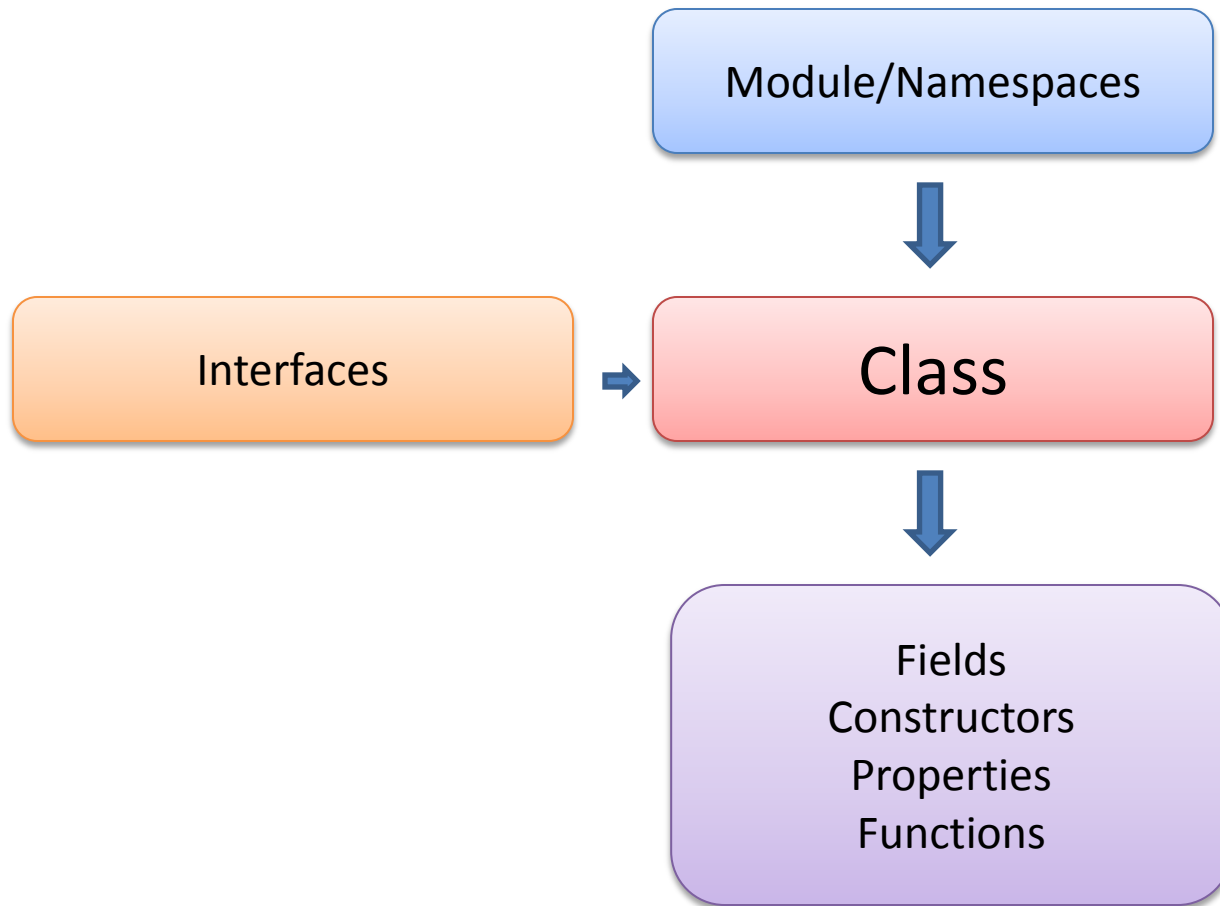 Module/Namespaces
Interfaces
Class
Fields
Constructors
Properties
Functions